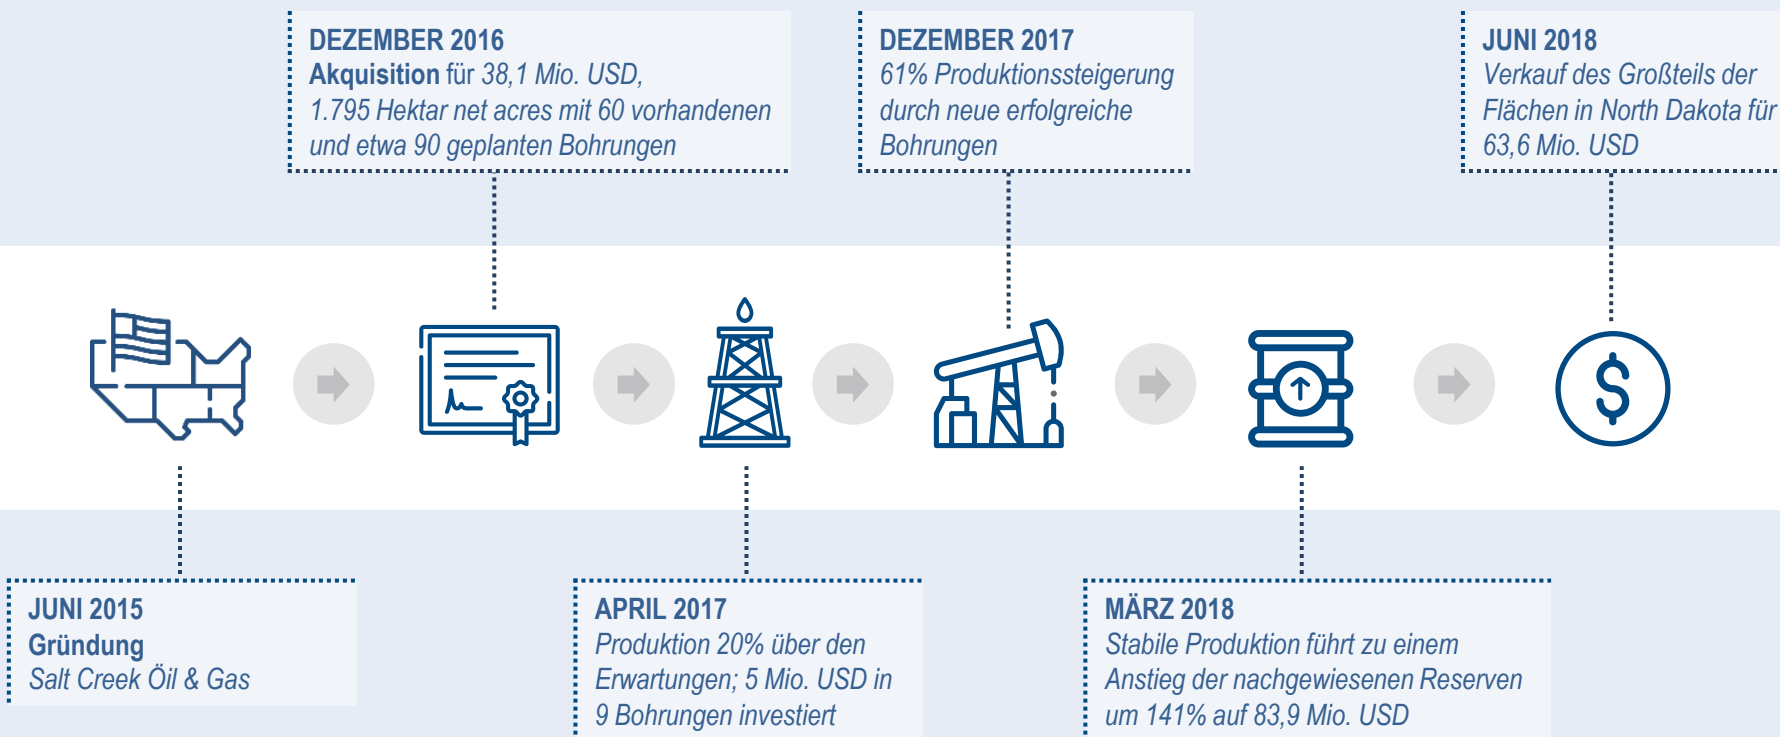 DEZEMBER 2016
Akquisition für 38,1 Mio. USD,
1.795 Hektar net acres mit 60 vorhandenen
und etwa 90 geplanten Bohrungen
DEZEMBER 2017
61% Produktionssteigerung
durch neue erfolgreiche
Bohrungen
JUNI 2018
Verkauf des Großteils der
Flächen in North Dakota für
63,6 Mio. USD
JUNI 2015
Gründung
Salt Creek Öil & Gas
APRIL 2017
Produktion 20% über den
Erwartungen; 5 Mio. USD in
9 Bohrungen investiert
MÄRZ 2018
Stabile Produktion führt zu einem
Anstieg der nachgewiesenen Reserven
um 141% auf 83,9 Mio. USD